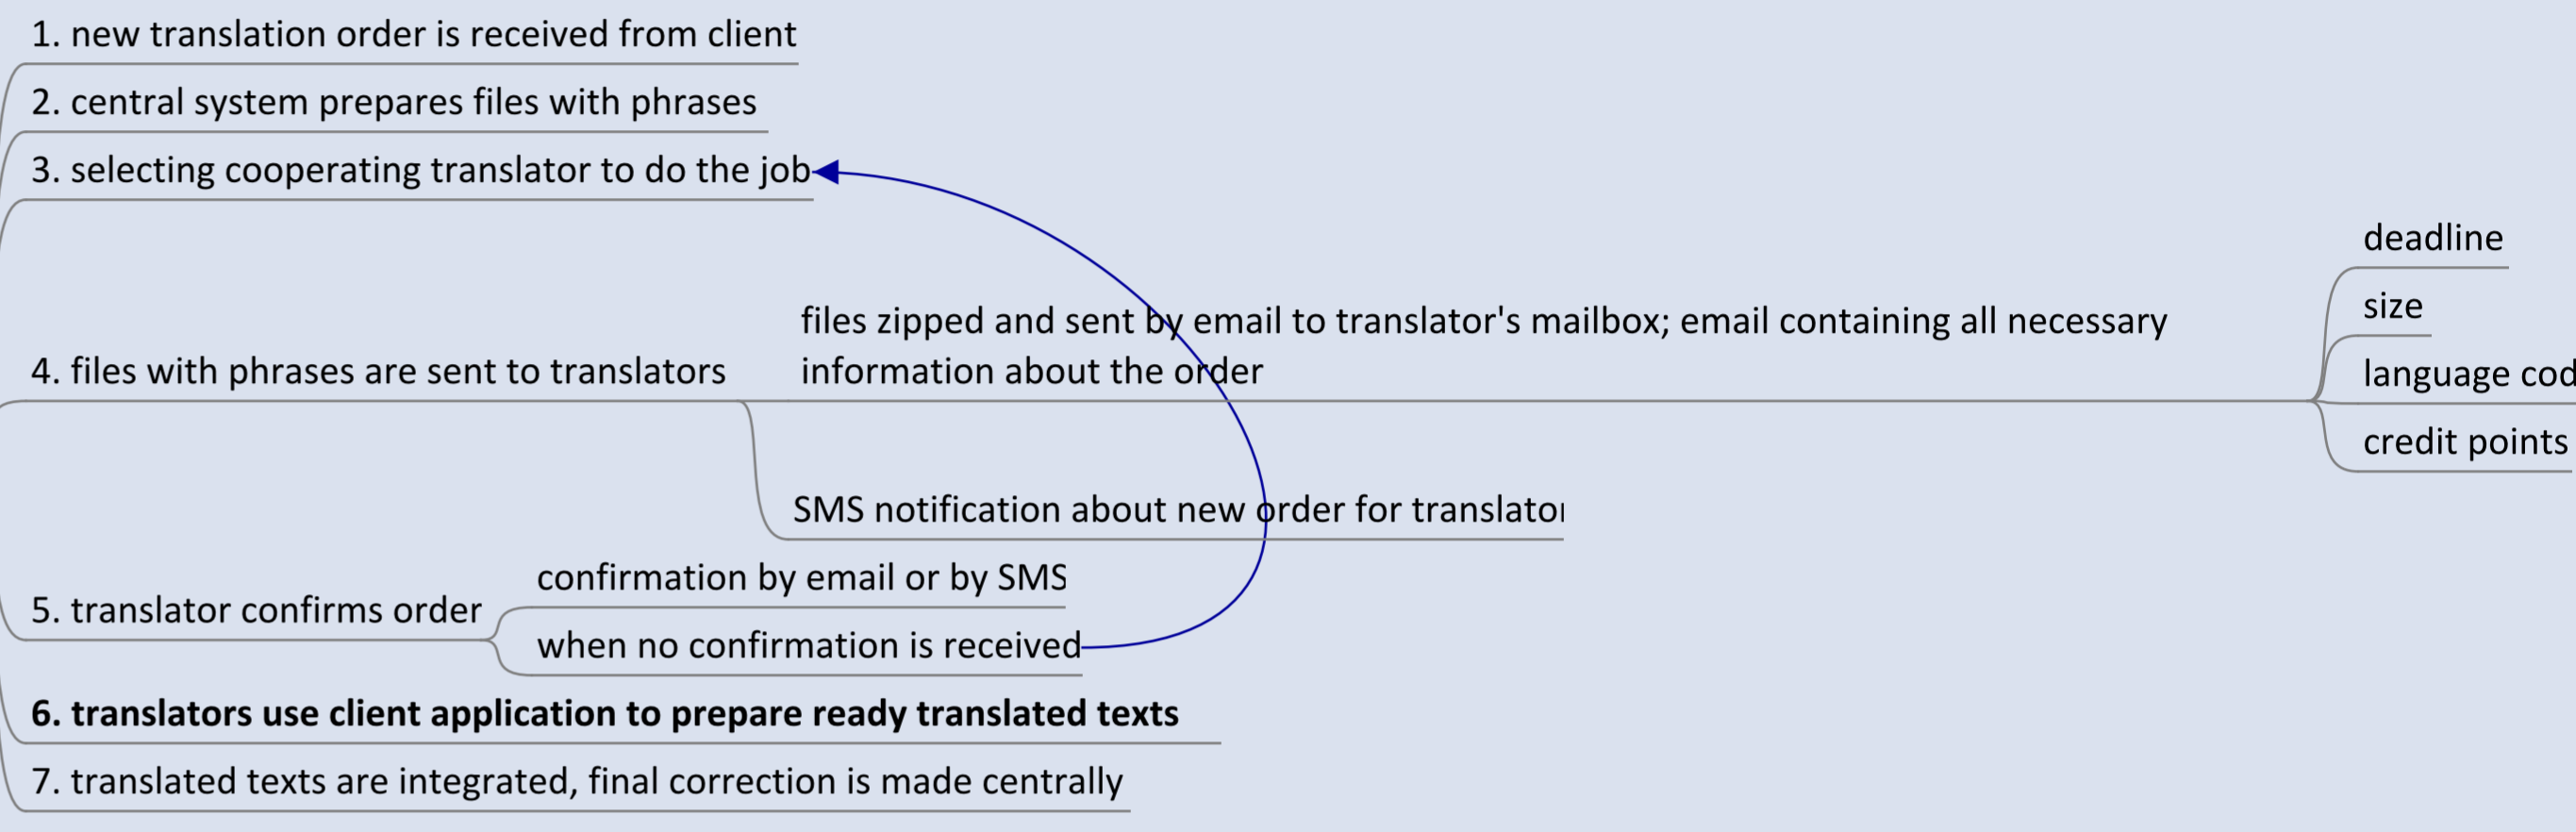 1. new translation order is received from client
2. central system prepares files with phrases
3. selecting cooperating translator to do the job
4. files with phrases are sent to translators
files zipped and sent by email to translator's mailbox; email containing all necessary
information about the order
deadline
size
language cod
credit points
SMS notification about new order for translator
5. translator confirms order
confirmation by email or by SMS
when no confirmation is received
6. translators use client application to prepare ready translated texts
7. translated texts are integrated, final correction is made centrally